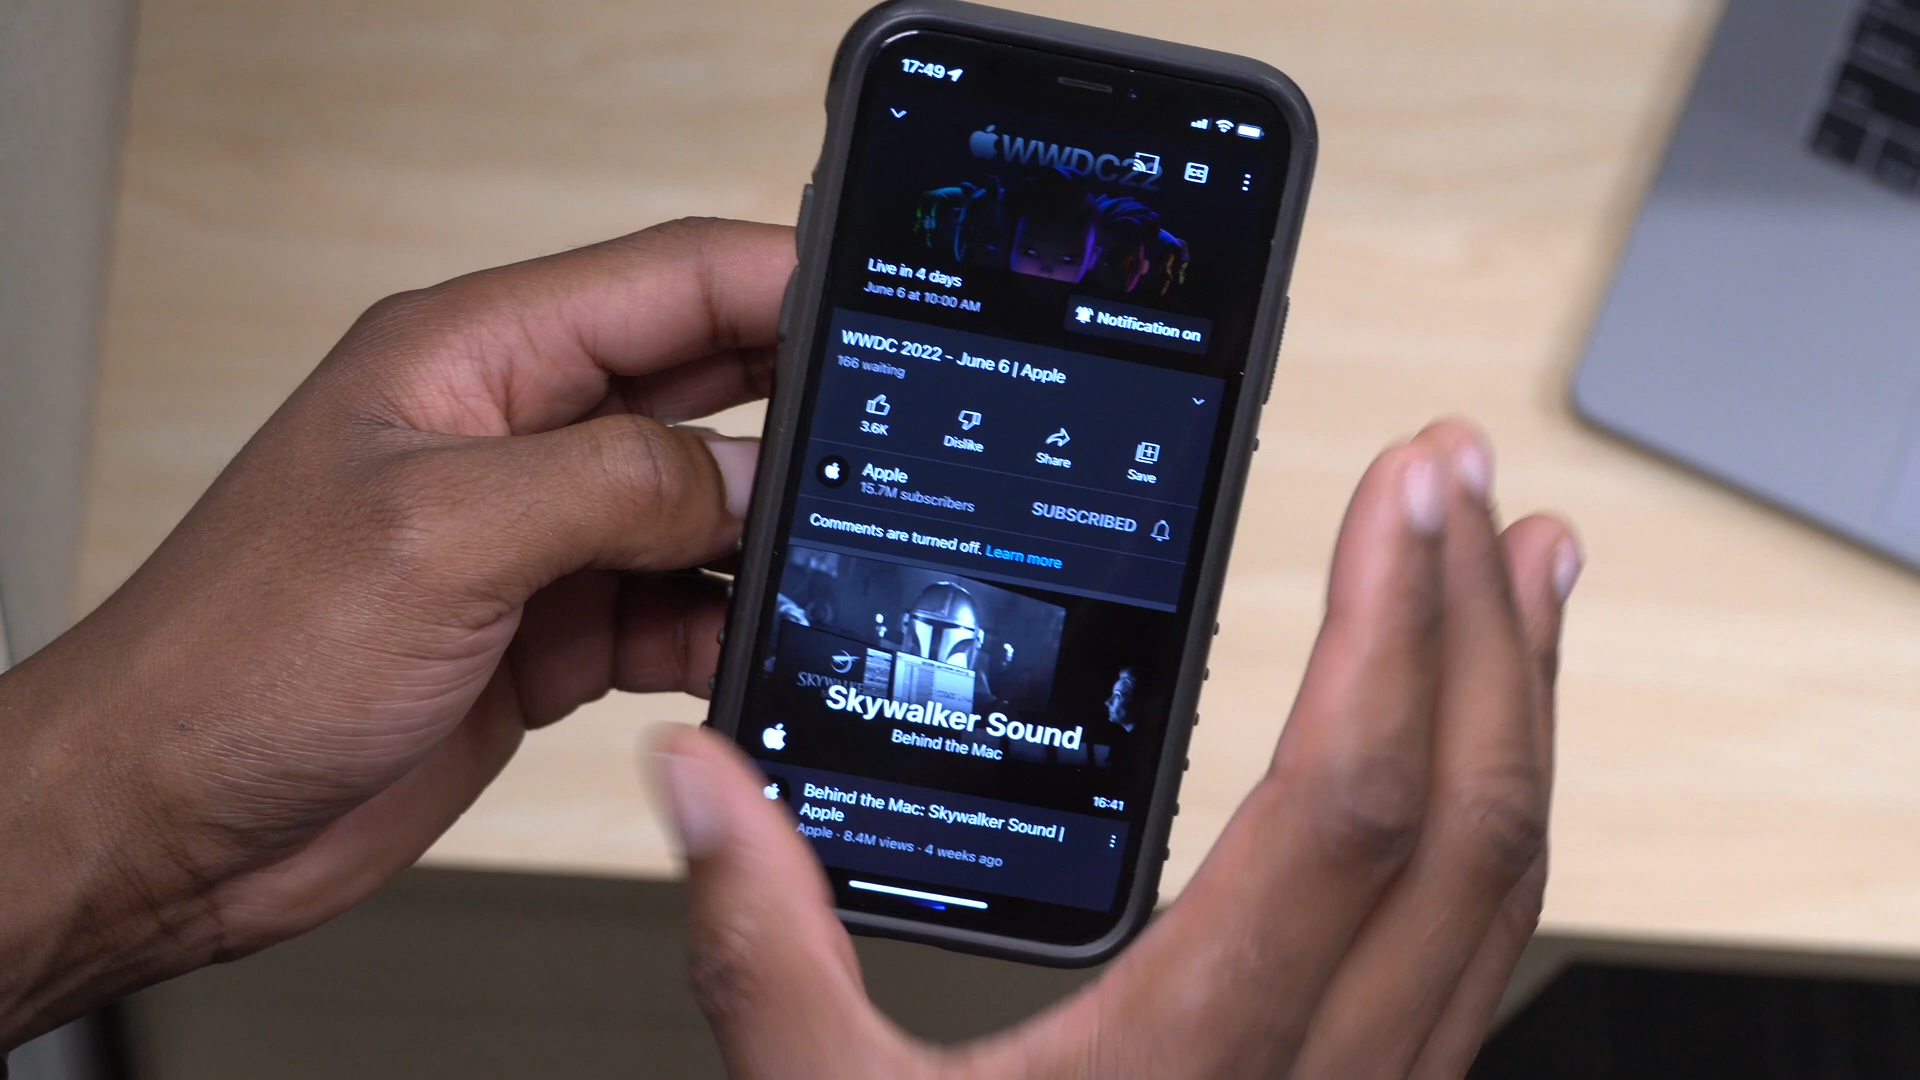 17:49
WWDC22
CC
Live in 4 days
June 6 at 10:00 AM
Notification on
WWDC 2022 - June 6 | Apple
166 waiting
3.6K
Dislike
Share
Save
Apple
15.7M subscribers
SUBSCRIBED
Comments are turned off. Learn more
SKYWALKER
Skywalker Sound
Behind the Mac
16:41
Behind the Mac: Skywalker Sound |
Apple
Apple · 8.4M views · 4 weeks ago